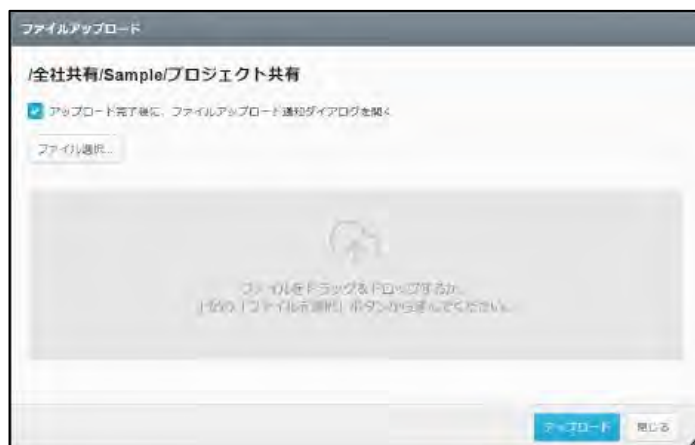 ファイルアップロード
/全社共有/Sample/プロジェクト共有
アップロード完了後に、ファイルアップロード通知ダイアログを開く
ファイル選択...
ファイルをドラッグ&ドロップするか、
上部の「ファイルを選択」ボタンから選んでください。
アップロード
閉じる